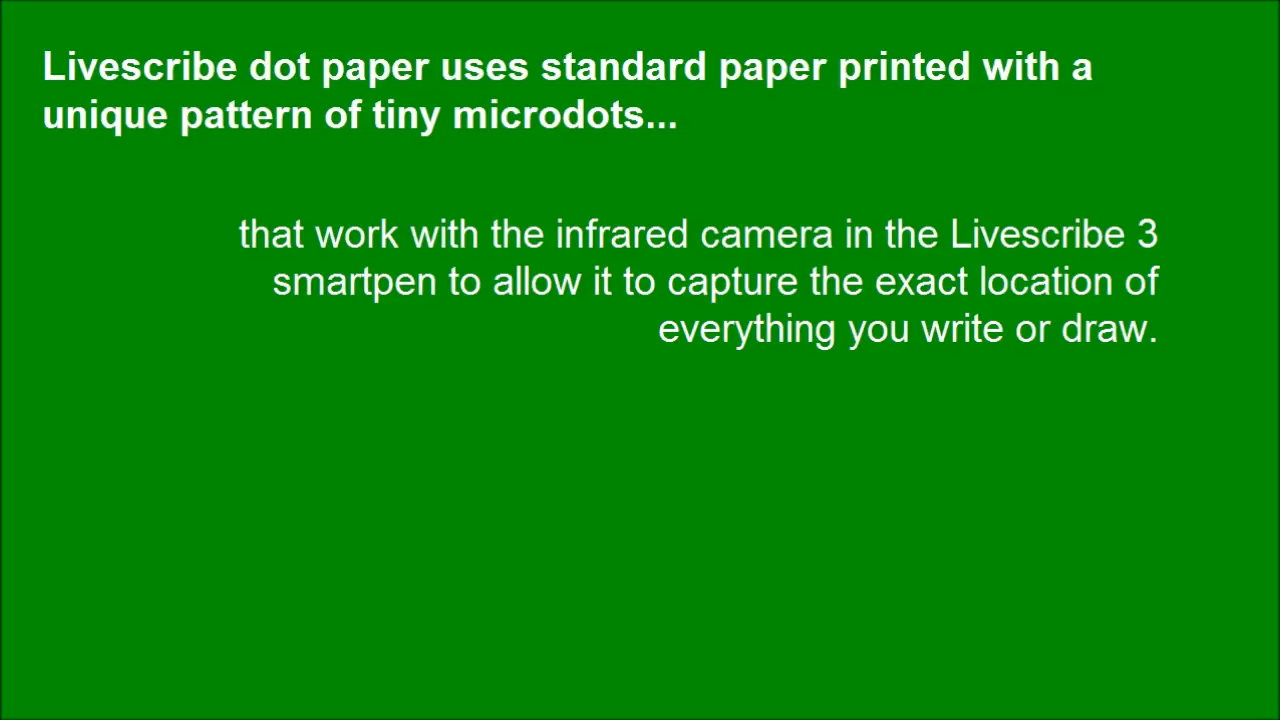 Livescribe dot paper uses standard paper printed with a
unique pattern of tiny microdots...
that work with the infrared camera in the Livescribe 3
smartpen to allow it to capture the exact location of
everything you write or draw.